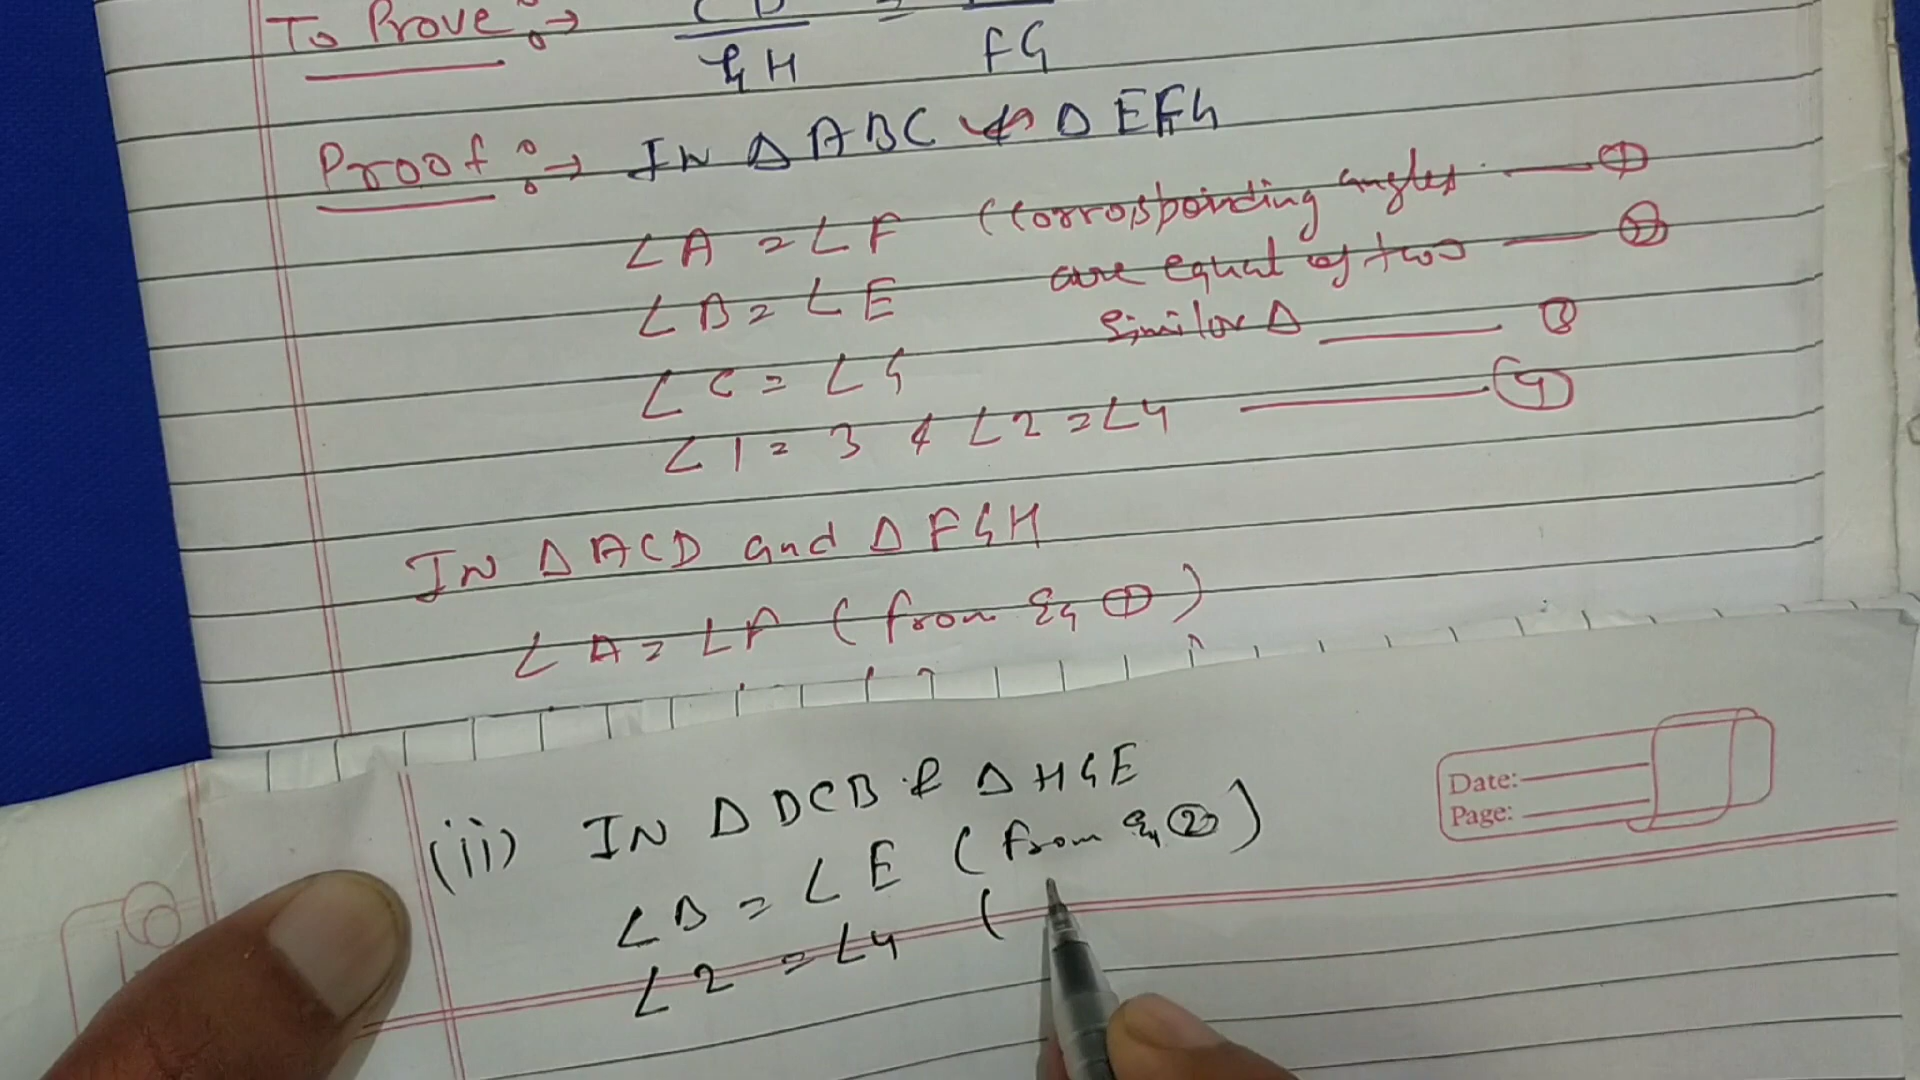 To Prove :→ CD/GH = /FG
Proof :→ IN Δ ABC ↔ Δ EFG
∠A = ∠F (Corrosponding angles — ①
∠B = ∠E are equal of two — ②
Similar Δ — ③
∠C = ∠G
∠1 = 3 & ∠2 = ∠4 — ④
IN Δ ACD and Δ FGH
∠A = ∠F (from Eq ①)
(ii) IN Δ DCB & Δ HGE
∠B = ∠E (from Eq ②)
∠2 = ∠4 (
Date:
Page: